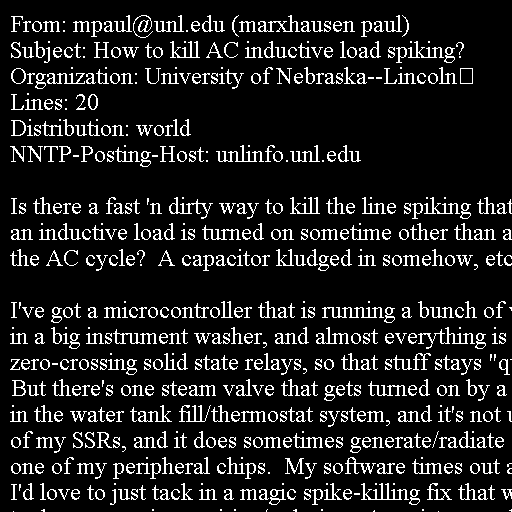 From: mpaul@unl.edu (marxhausen paul)
Subject: How to kill AC inductive load spiking?
Organization: University of Nebraska--Lincoln
Lines: 20
Distribution: world
NNTP-Posting-Host: unlinfo.unl.edu
Is there a fast 'n dirty way to kill the line spiking that
an inductive load is turned on sometime other than a
the AC cycle?  A capacitor kludged in somehow, etc
I've got a microcontroller that is running a bunch of
in a big instrument washer, and almost everything is
zero-crossing solid state relays, so that stuff stays "q
But there's one steam valve that gets turned on by a
in the water tank fill/thermostat system, and it's not
of my SSRs, and it does sometimes generate/radiate
one of my peripheral chips.  My software times out a
I'd love to just tack in a magic spike-killing fix that w